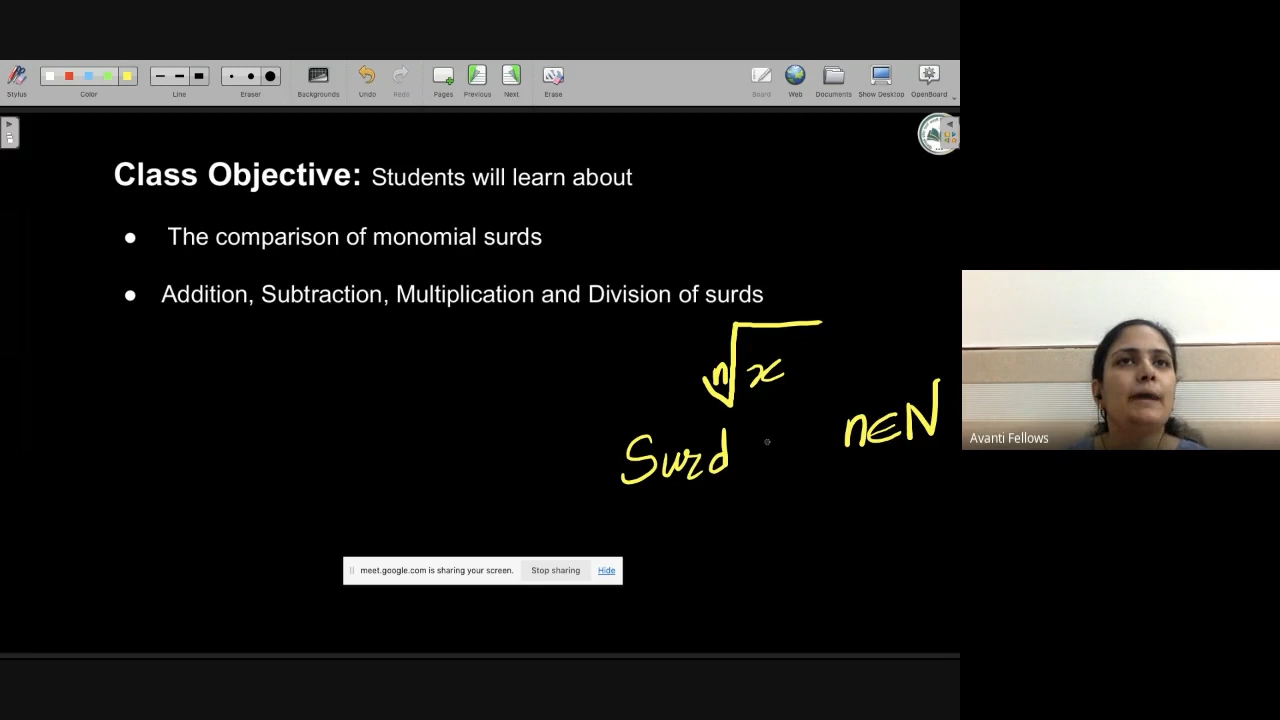 Stylus Color Line Eraser Backgrounds Undo Redo Pages Previous Next Erase Board Web Documents Show Desktop OpenBoard
Class Objective: Students will learn about
● The comparison of monomial surds
● Addition, Subtraction, Multiplication and Division of surds
ⁿ√x
n∈N
Surd
Avanti Fellows
meet.google.com is sharing your screen. Stop sharing Hide